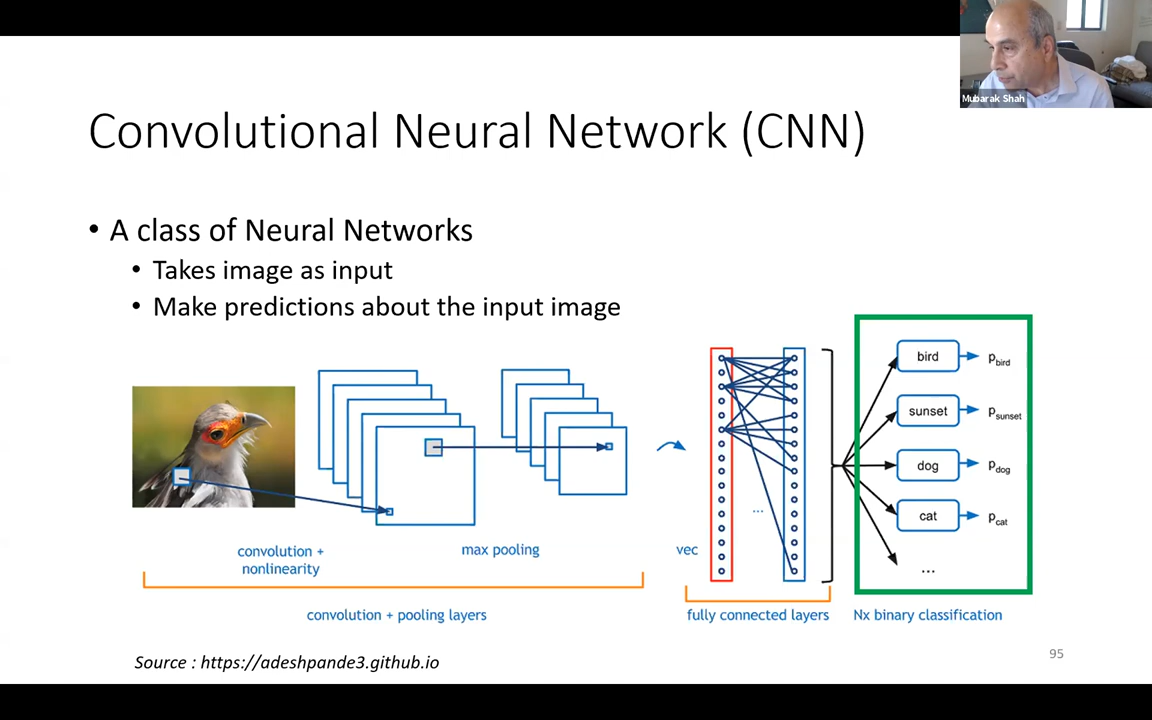 Mubarak Shah
Convolutional Neural Network (CNN)
• A class of Neural Networks
• Takes image as input
• Make predictions about the input image
bird
p_bird
sunset
p_sunset
dog
p_dog
cat
p_cat
...
...
convolution +
nonlinearity
max pooling
vec
convolution + pooling layers
fully connected layers
Nx binary classification
Source : https://adeshpande3.github.io
95